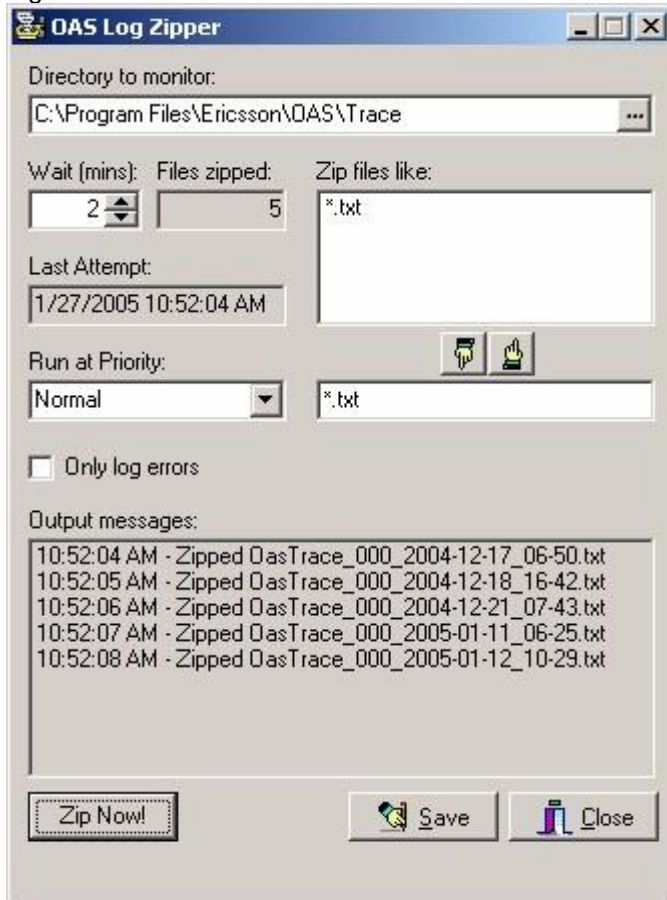 OAS Log Zipper
Directory to monitor:
C:\Program Files\Ericsson\OAS\Trace
...
Wait (mins): Files zipped: Zip files like:
2 5 *.txt
Last Attempt:
1/27/2005 10:52:04 AM
Run at Priority:
Normal *.txt
Only log errors
Output messages:
10:52:04 AM - Zipped OasTrace_000_2004-12-17_06-50.txt
10:52:05 AM - Zipped OasTrace_000_2004-12-18_16-42.txt
10:52:06 AM - Zipped OasTrace_000_2004-12-21_07-43.txt
10:52:07 AM - Zipped OasTrace_000_2005-01-11_06-25.txt
10:52:08 AM - Zipped OasTrace_000_2005-01-12_10-29.txt
Zip Now! Save Close